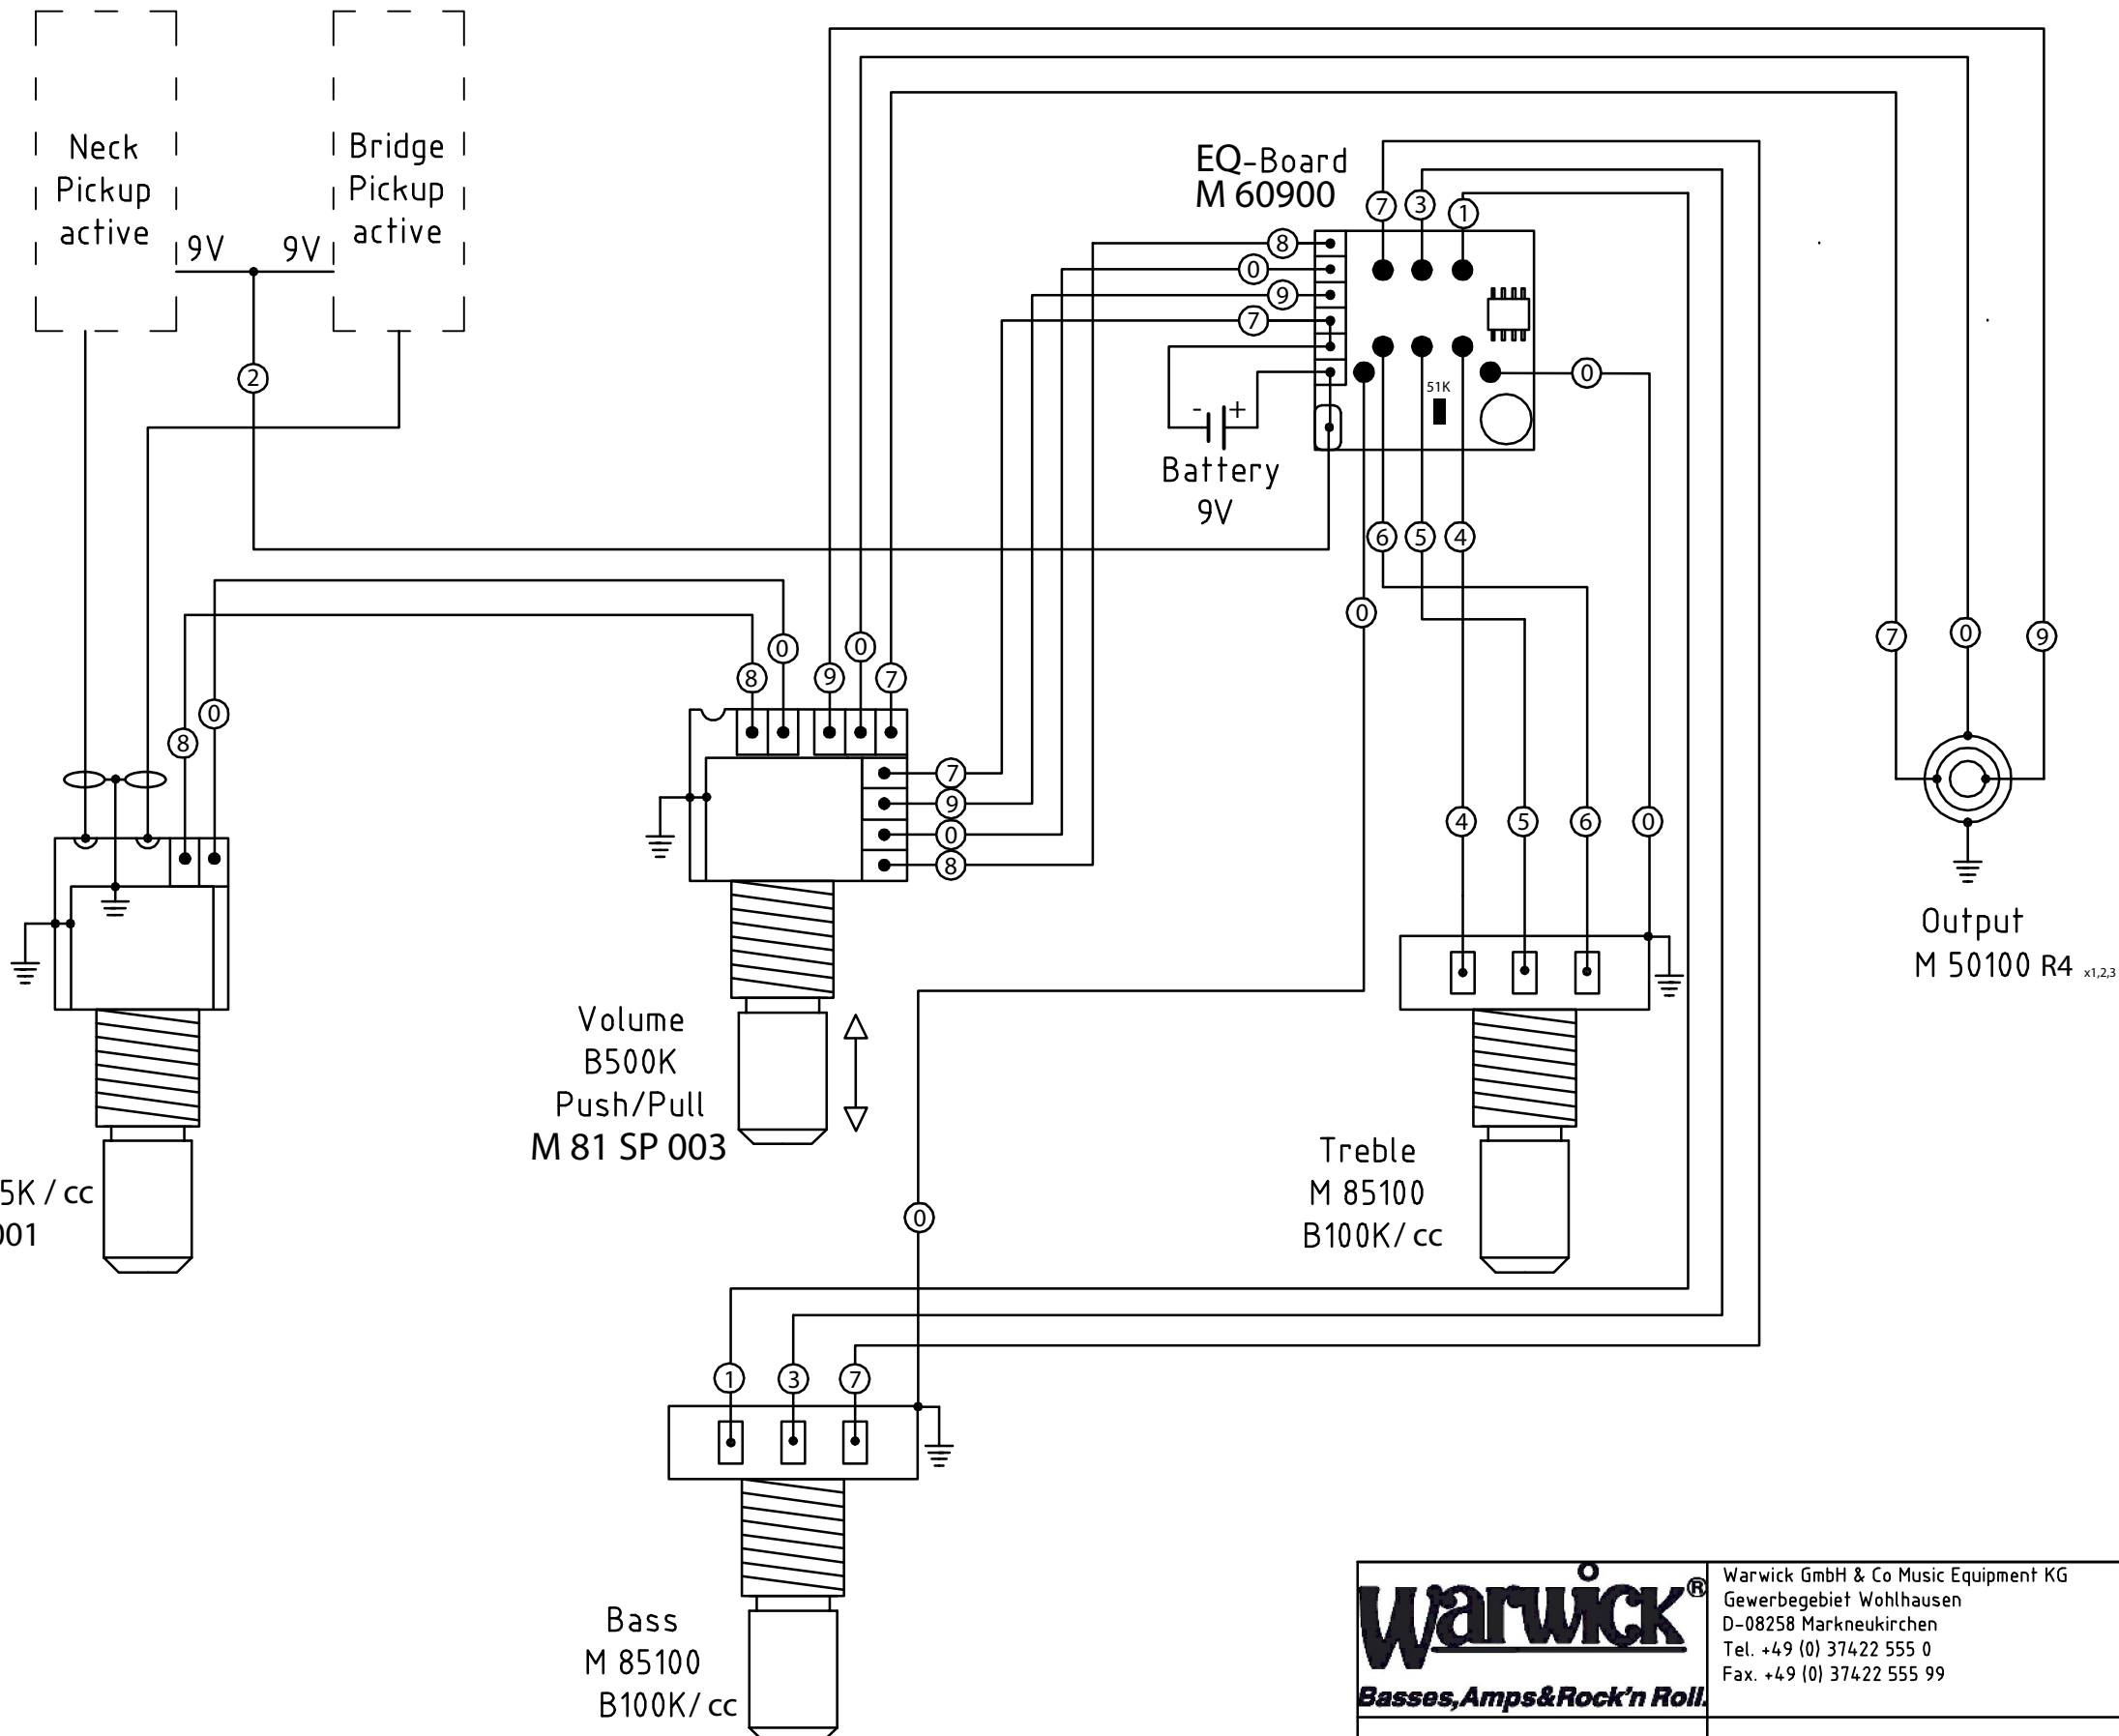 Neck
Pickup
active
Bridge
Pickup
active
9V
9V
2
EQ-Board
M 60900
7
3
1
8
0
9
7
0
51K
- +
Battery
9V
6
5
4
0
8
0
9
0
7
8
0
7
9
0
8
7
0
9
4
5
6
0
Output
M 50100 R4 x1,2,3
Volume
B500K
Push/Pull
M 81 SP 003
5K / cc
001
Treble
M 85100
B100K/ cc
0
1
3
7
Bass
M 85100
B100K/ cc
Warwick®
Basses,Amps&Rock'n Roll.
Warwick GmbH & Co Music Equipment KG
Gewerbegebiet Wohlhausen
D-08258 Markneukirchen
Tel. +49 (0) 37422 555 0
Fax. +49 (0) 37422 555 99